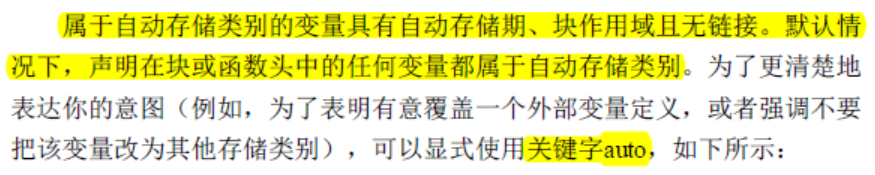 属于自动存储类别的变量具有自动存储期、块作用域且无链接。默认情
况下，声明在块或函数头中的任何变量都属于自动存储类别。为了更清楚地
表达你的意图（例如，为了表明有意覆盖一个外部变量定义，或者强调不要
把该变量改为其他存储类别），可以显式使用关键字auto，如下所示：